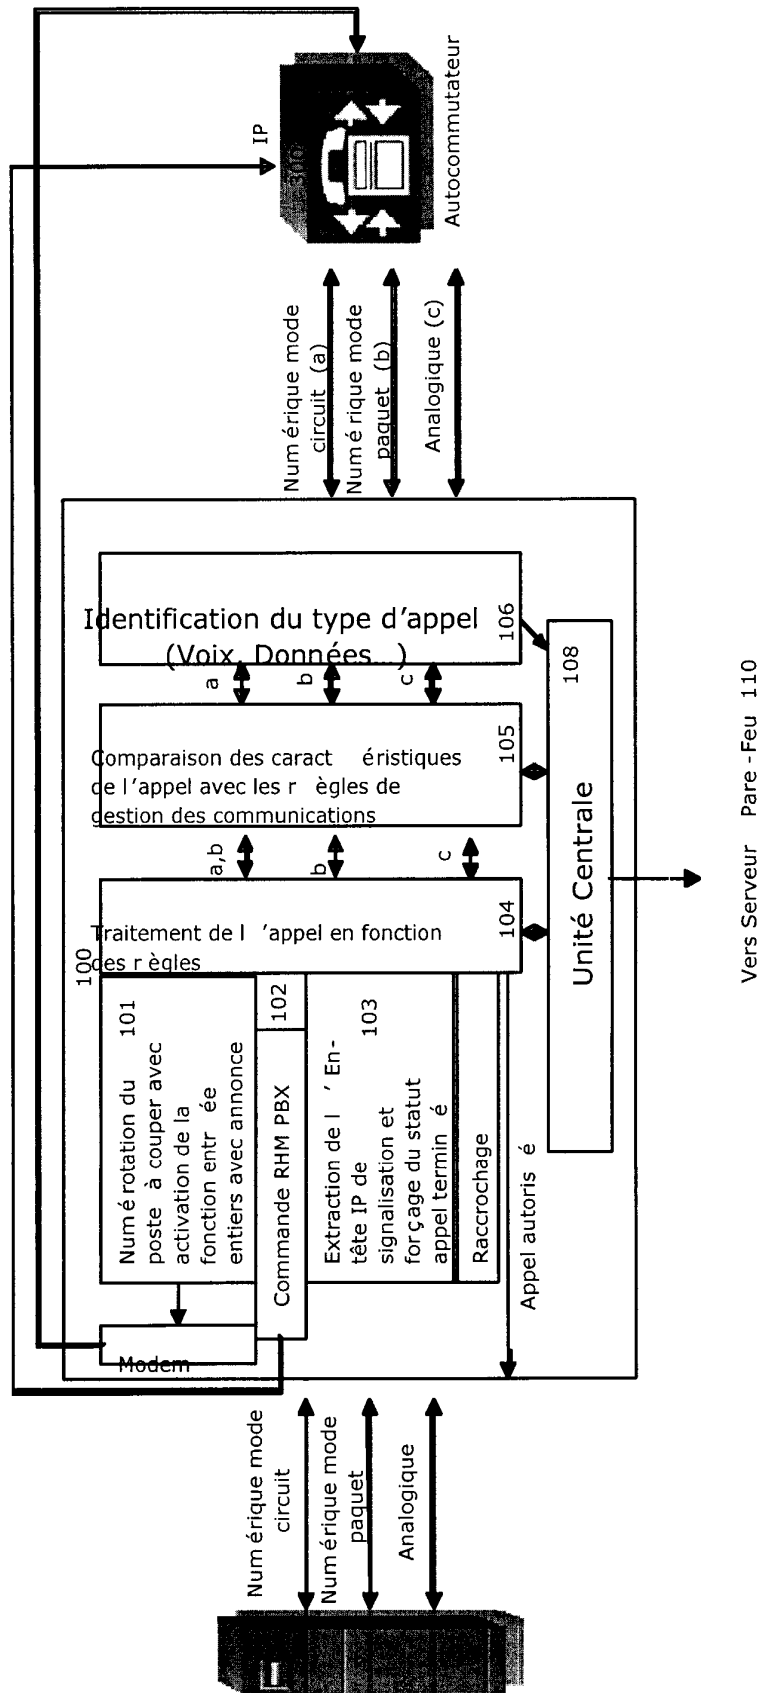 IP
300
Autocommutateur
Numérique mode
circuit (a)
Numérique mode
paquet (b)
Analogique (c)
Identification du type d'appel
(Voix, Données...)
106
a
b
c
Comparaison des caractéristiques
de l'appel avec les règles de
gestion des communications
105
a,b
b
c
Traitement de l'appel en fonction
des règles
104
100
108
Unité Centrale
Vers Serveur Pare-Feu 110
101
Numérotation du
poste à couper avec
activation de la
fonction entrée
entiers avec annonce
102
Commande RHM PBX
103
Extraction de l'En-
tête IP de
signalisation et
forçage du statut
appel terminé
Raccrochage
Appel autorisé
Modem
Numérique mode
circuit
Numérique mode
paquet
Analogique